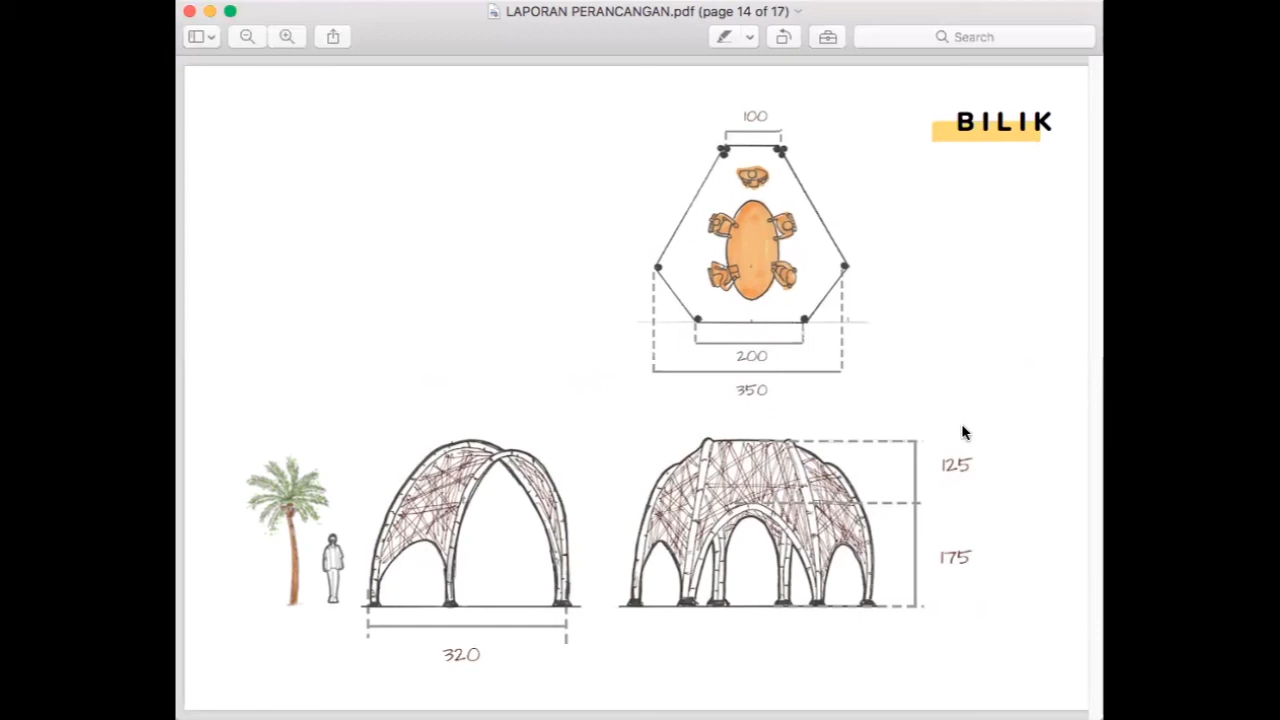 LAPORAN PERANCANGAN.pdf (page 14 of 17)
Search
100
BILIK
200
350
125
175
320